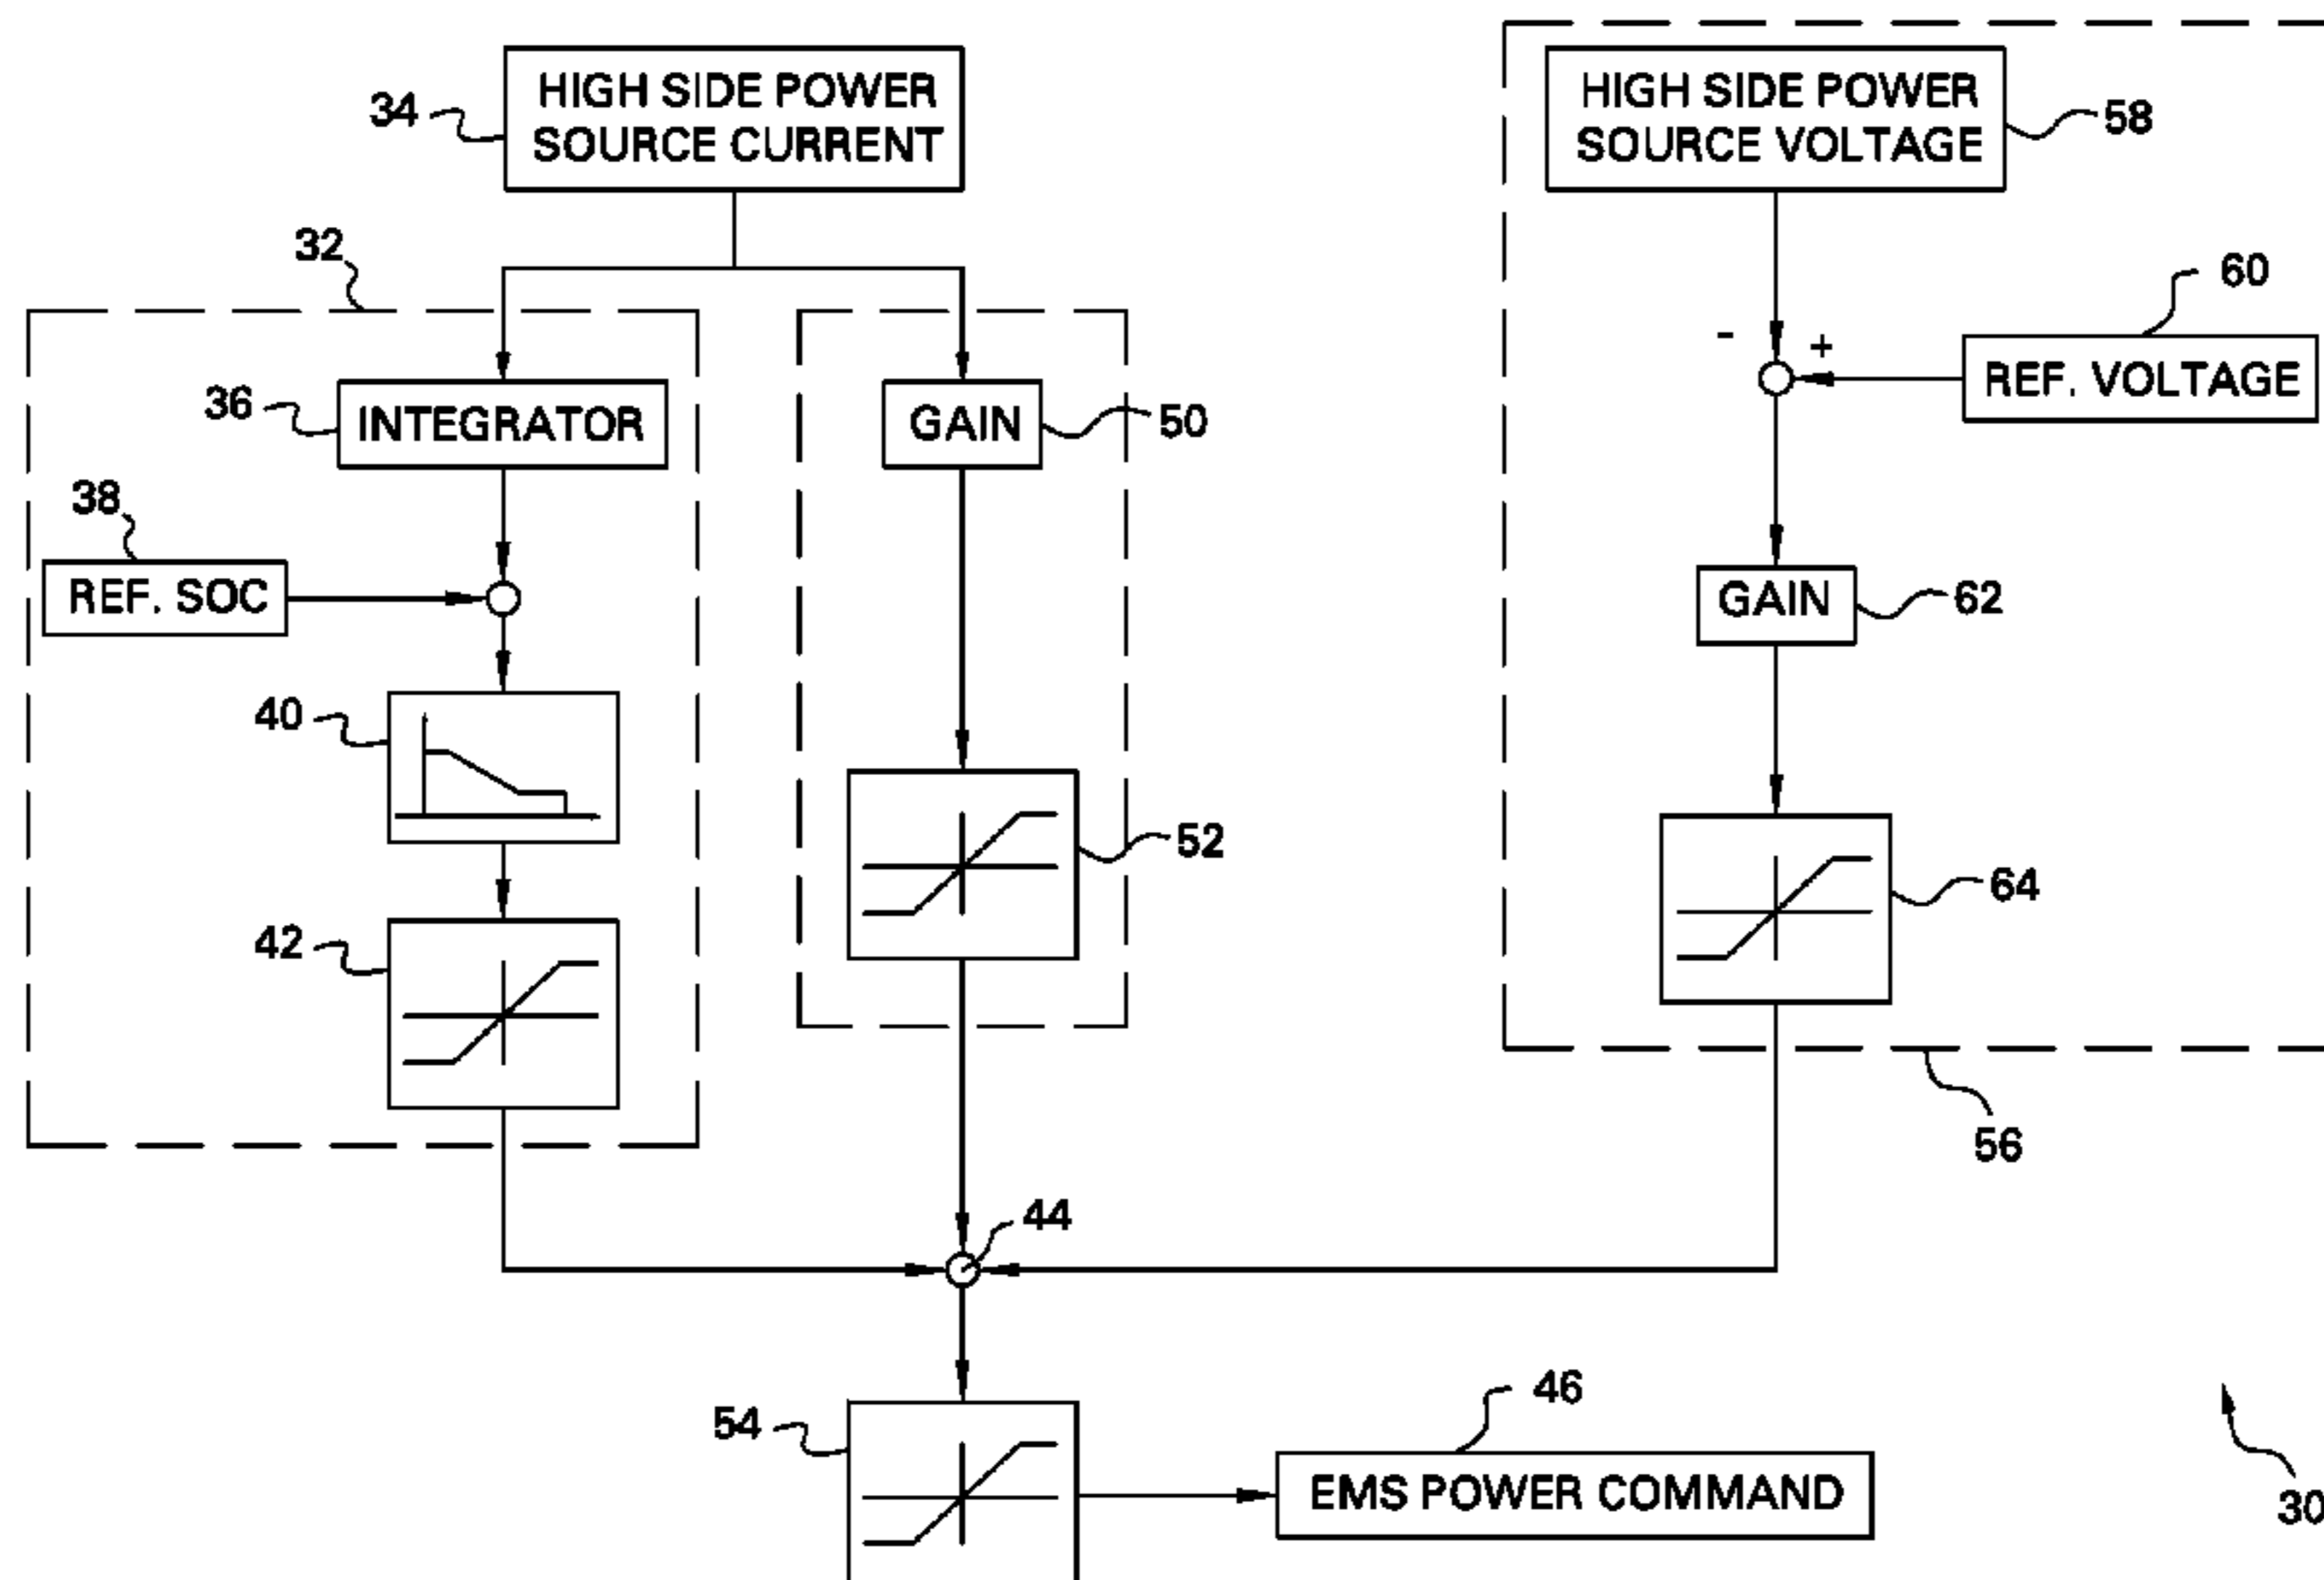 HIGH SIDE POWER
SOURCE CURRENT
34
HIGH SIDE POWER
SOURCE VOLTAGE
58
32
60
- +
REF. VOLTAGE
36
INTEGRATOR
GAIN
50
38
REF. SOC
GAIN
62
40
52
64
42
56
44
46
54
EMS POWER COMMAND
30